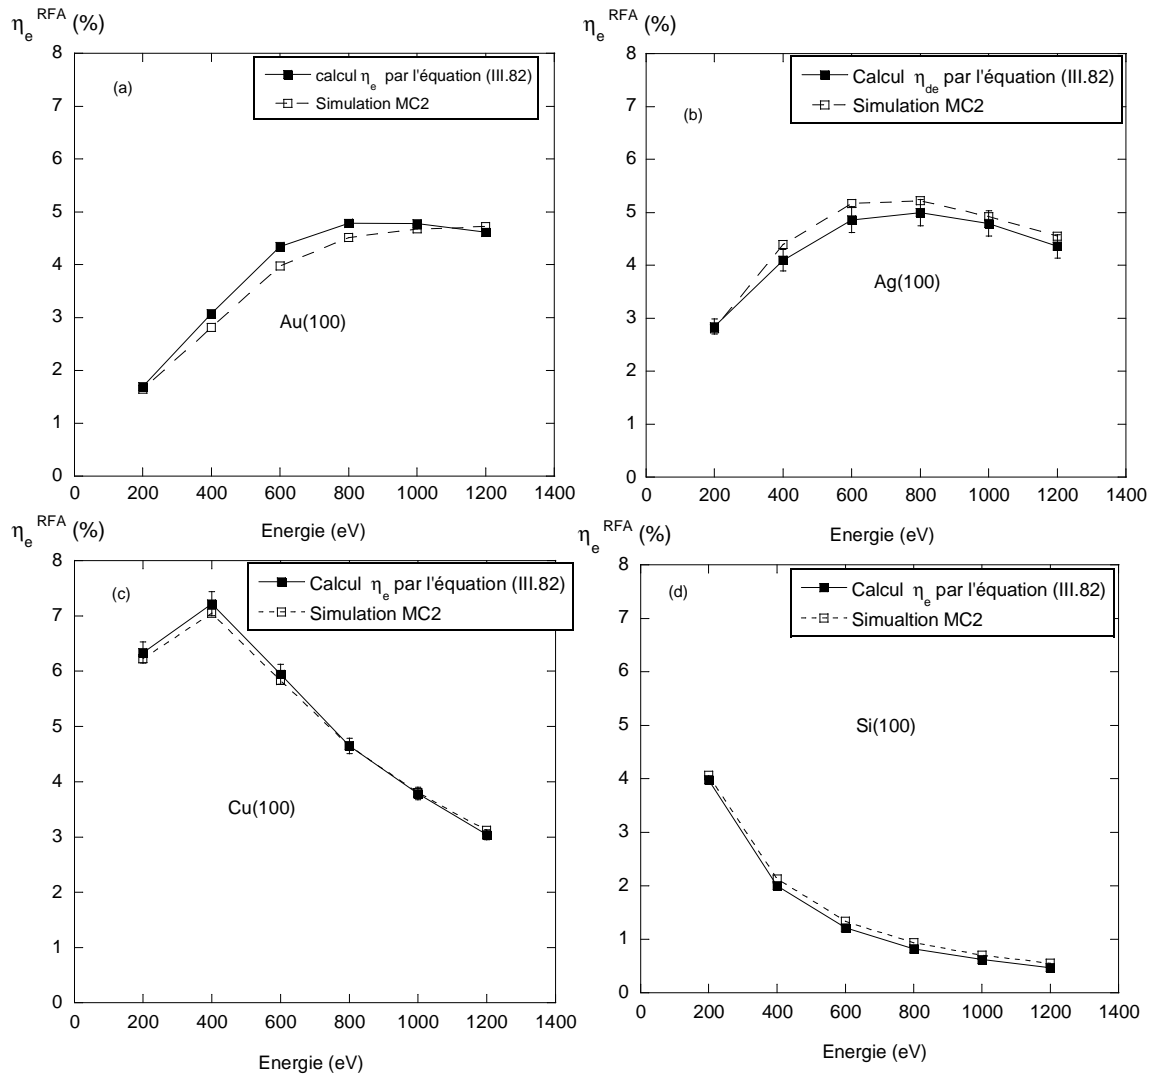 η_e^RFA (%)
8
7
6
5
4
3
2
1
0
(a)
calcul η_e par l'équation (III.82)
Simulation MC2
Au(100)
0 200 400 600 800 1000 1200 1400
Energie (eV)
η_e^RFA (%)
8
7
6
5
4
3
2
1
0
(b)
Calcul η_de par l'équation (III.82)
Simulation MC2
Ag(100)
0 200 400 600 800 1000 1200 1400
Energie (eV)
η_e^RFA (%)
8
7
6
5
4
3
2
1
0
(c)
Calcul η_e par l'équation (III.82)
Simulation MC2
Cu(100)
0 200 400 600 800 1000 1200 1400
Energie (eV)
η_e^RFA (%)
8
7
6
5
4
3
2
1
0
(d)
Calcul η_e par l'équation (III.82)
Simualtion MC2
Si(100)
0 200 400 600 800 1000 1200 1400
Energie (eV)